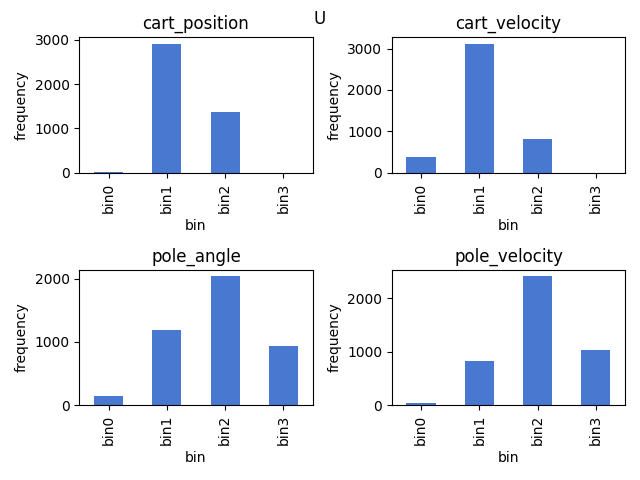 U
cart_position
frequency
3000
2000
1000
0
bin0
bin1
bin2
bin3
bin
cart_velocity
frequency
3000
2000
1000
0
bin0
bin1
bin2
bin3
bin
pole_angle
frequency
2000
1000
0
bin0
bin1
bin2
bin3
bin
pole_velocity
frequency
2000
1000
0
bin0
bin1
bin2
bin3
bin